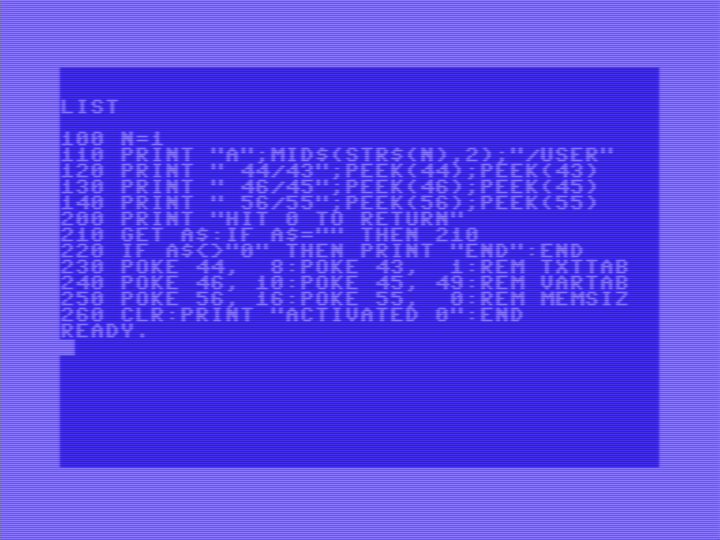 LIST
100 N=1
110 PRINT "A";MID$(STR$(N),2);"/USER"
120 PRINT " 44/43";PEEK(44);PEEK(43)
130 PRINT " 46/45";PEEK(46);PEEK(45)
140 PRINT " 56/55";PEEK(56);PEEK(55)
200 PRINT "HIT 0 TO RETURN"
210 GET A$:IF A$="" THEN 210
220 IF A$<>"0" THEN PRINT "END":END
230 POKE 44,  8:POKE 43,  1:REM TXTTAB
240 POKE 46, 10:POKE 45, 49:REM VARTAB
250 POKE 56, 16:POKE 55,  0:REM MEMSIZ
260 CLR:PRINT "ACTIVATED 0":END
READY.